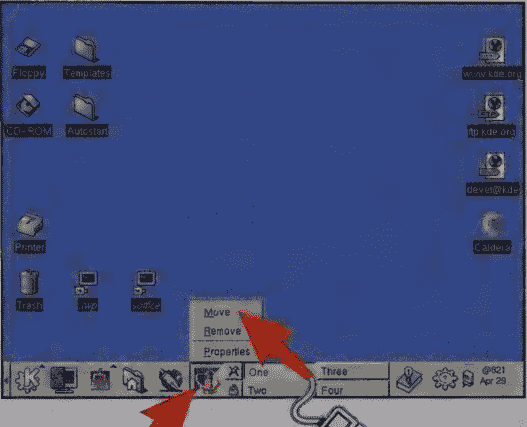 Floppy
Templates
www.kde.org
CD-ROM
Autostart
ftp.kde.org
devel@kde
Printer
Caldera
Trash
Move
Remove
Properties
One
Two
Three
Four
@821
Apr 29